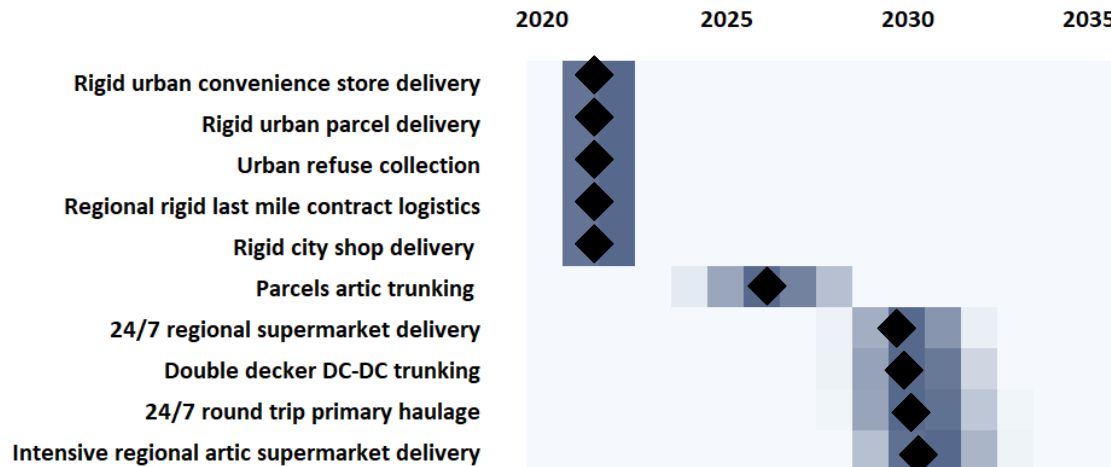 2020 2025 2030 2035
Rigid urban convenience store delivery
Rigid urban parcel delivery
Urban refuse collection
Regional rigid last mile contract logistics
Rigid city shop delivery
Parcels artic trunking
24/7 regional supermarket delivery
Double decker DC-DC trunking
24/7 round trip primary haulage
Intensive regional artic supermarket delivery